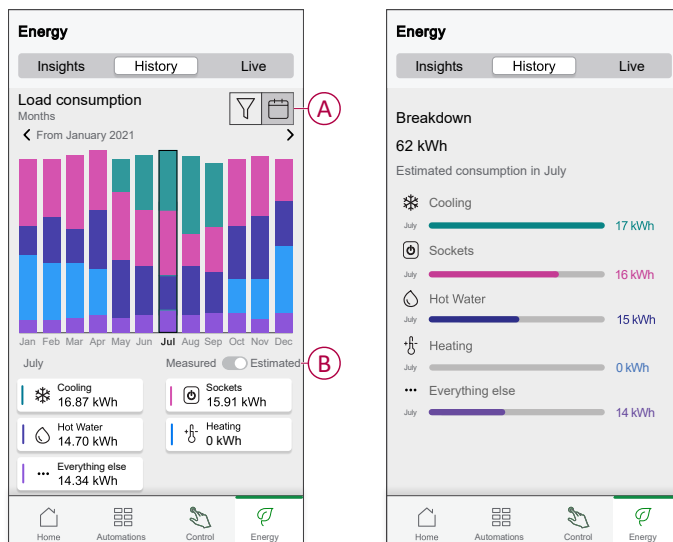 Energy
Insights History Live
Load consumption
Months
From January 2021
A
Jan Feb Mar Apr May Jun Jul Aug Sep Oct Nov Dec
July Measured Estimated
B
Cooling
16.87 kWh
Sockets
15.91 kWh
Hot Water
14.70 kWh
Heating
0 kWh
Everything else
14.34 kWh
Home Automations Control Energy
Energy
Insights History Live
Breakdown
62 kWh
Estimated consumption in July
Cooling
July 17 kWh
Sockets
July 16 kWh
Hot Water
July 15 kWh
Heating
July 0 kWh
Everything else
July 14 kWh
Home Automations Control Energy